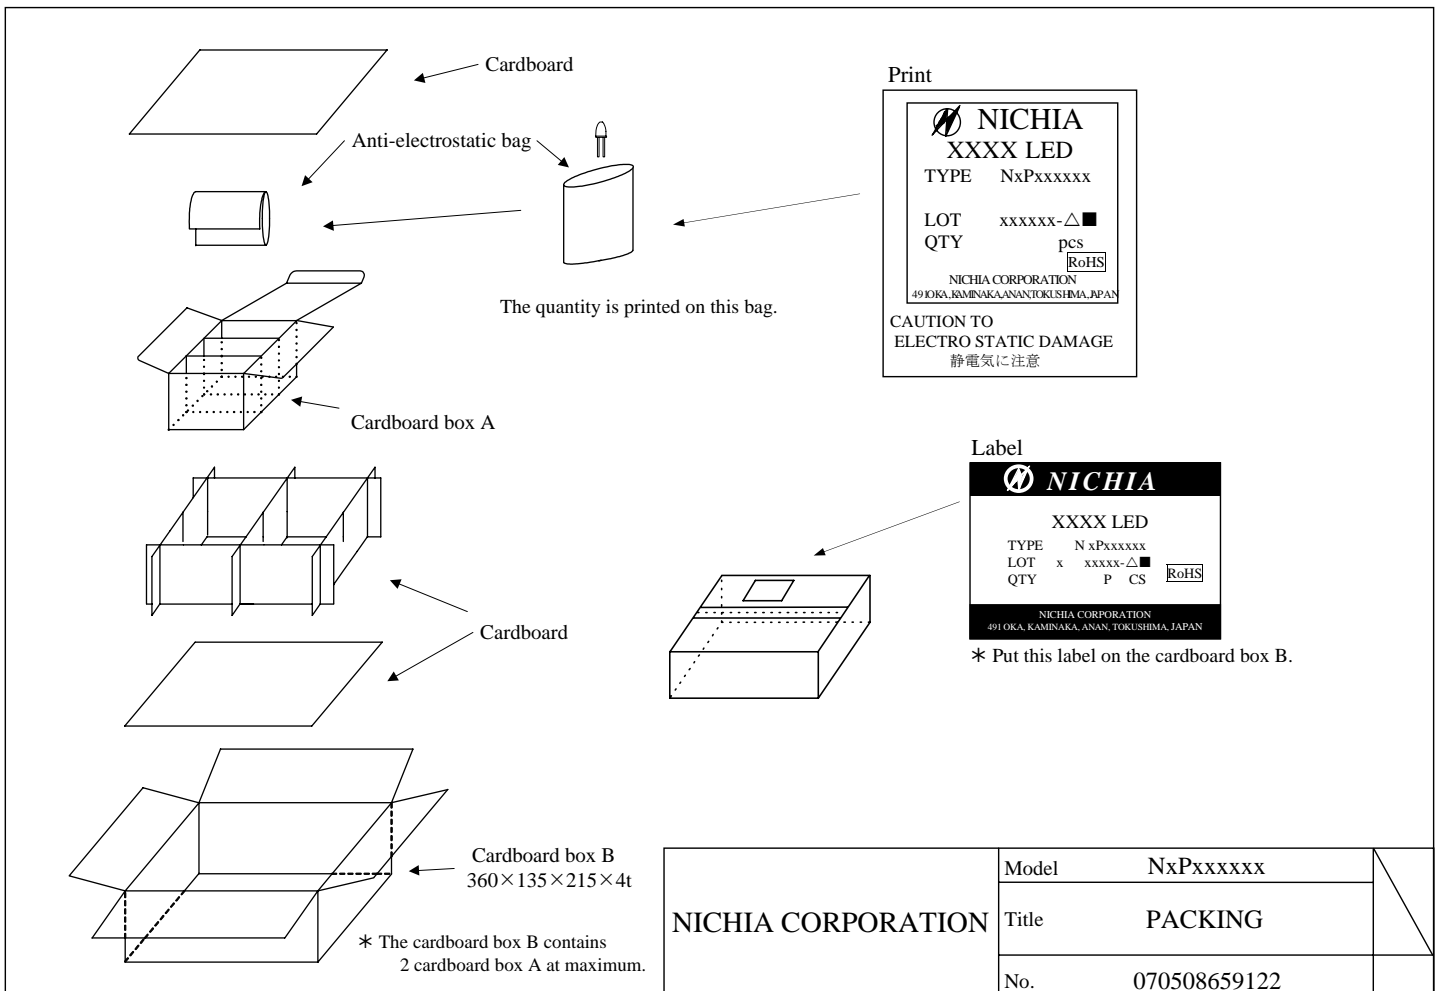 Cardboard
Anti-electrostatic bag
The quantity is printed on this bag.
Cardboard box A
Cardboard
Cardboard box B
360×135×215×4t
＊ The cardboard box B contains
2 cardboard box A at maximum.
Print
NICHIA
XXXX LED
TYPE NxPxxxxxx
LOT xxxxxx-△■
QTY pcs
RoHS
NICHIA CORPORATION
491 OKA, KAMINAKA, ANAN, TOKUSHIMA, JAPAN
CAUTION TO
ELECTRO STATIC DAMAGE
静電気に注意
Label
NICHIA
XXXX LED
TYPE N xPxxxxxx
LOT x xxxxx-△■
QTY P CS
RoHS
NICHIA CORPORATION
491 OKA, KAMINAKA, ANAN, TOKUSHIMA, JAPAN
＊ Put this label on the cardboard box B.
NICHIA CORPORATION
Model NxPxxxxxx
Title PACKING
No. 070508659122